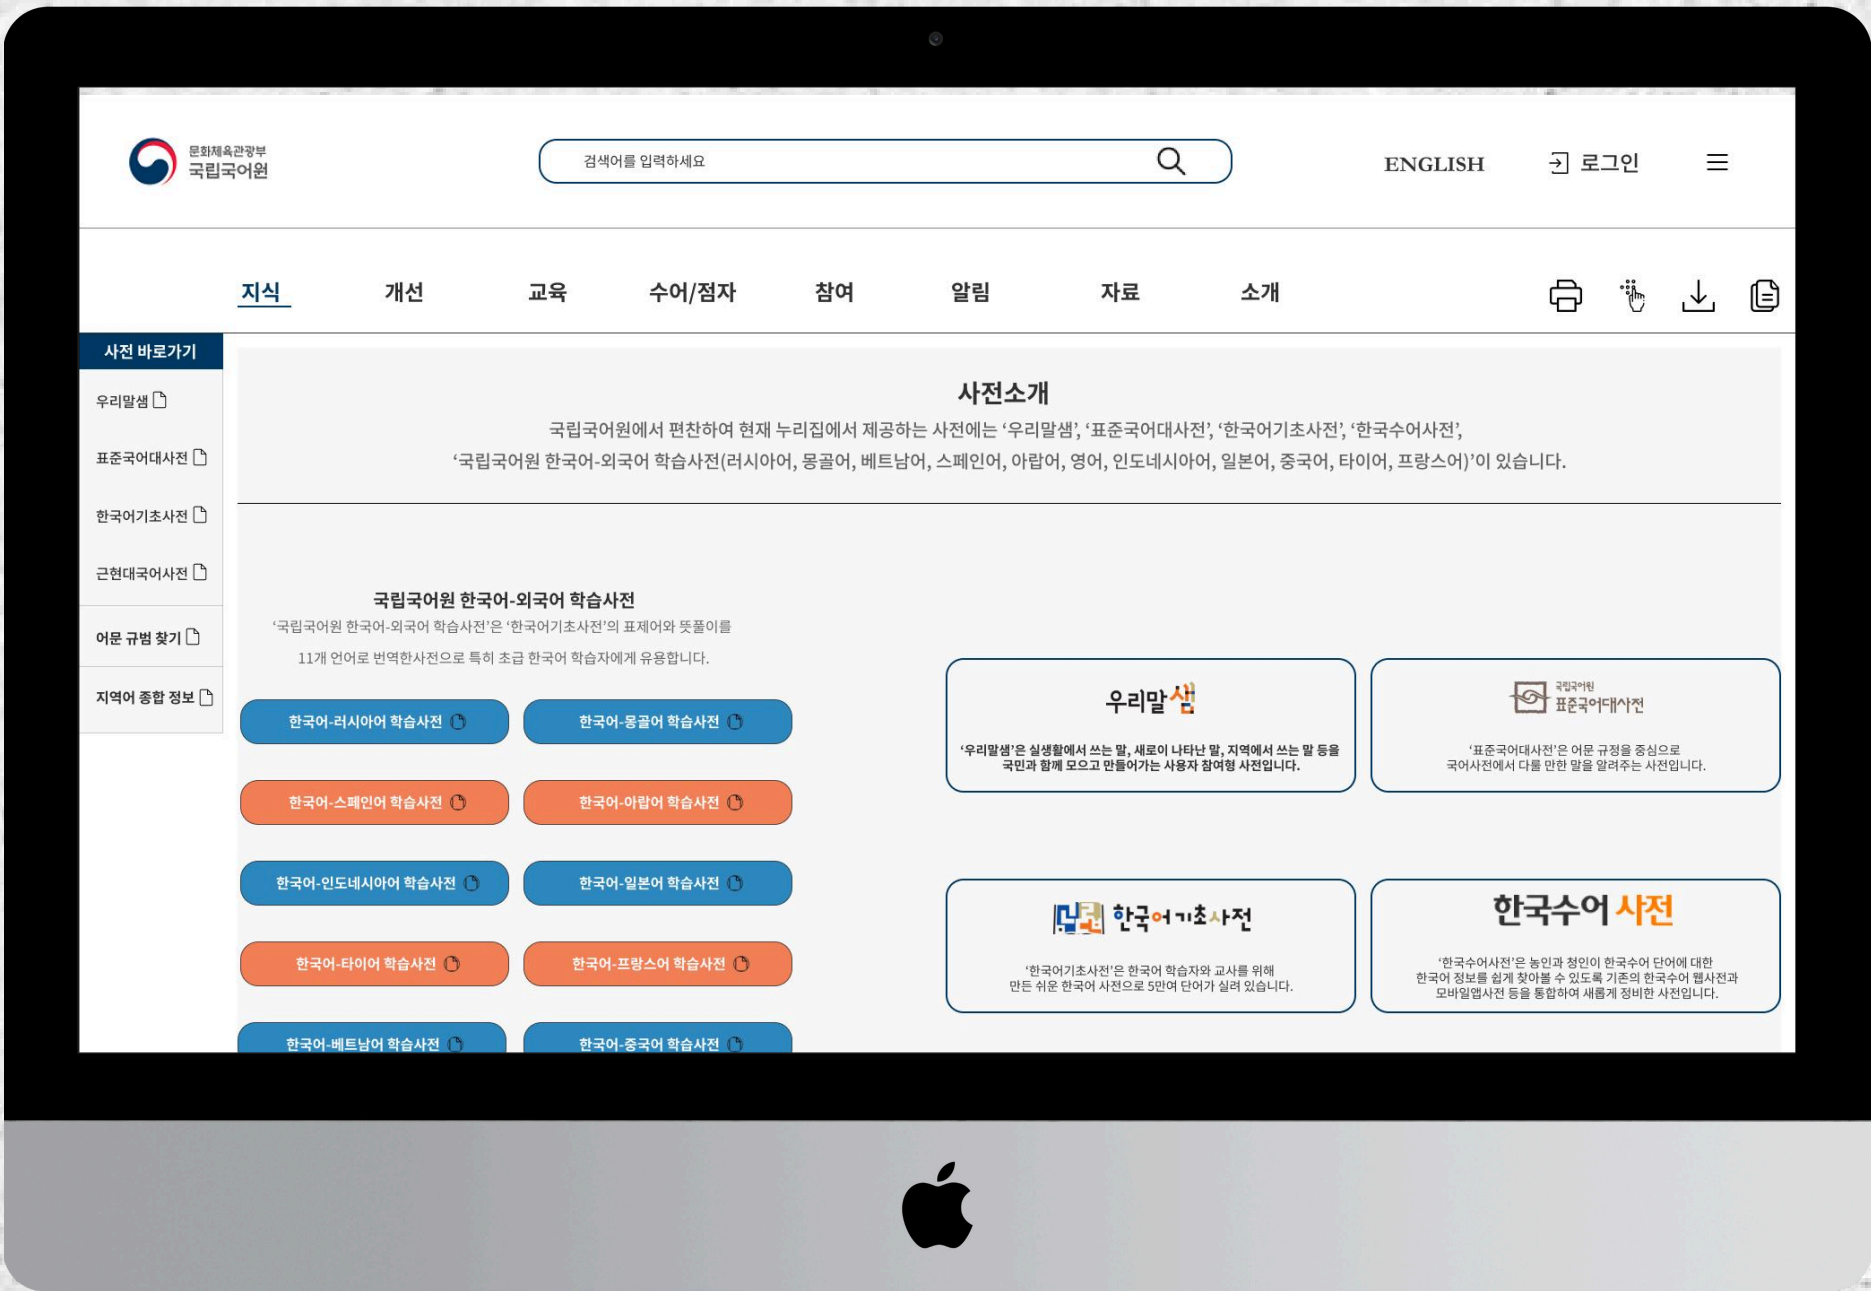 문화체육관광부
국립국어원
검색어를 입력하세요
ENGLISH
로그인
지식
개선
교육
수어/점자
참여
알림
자료
소개
사전 바로가기
우리말샘
표준국어대사전
한국어기초사전
근현대국어사전
어문 규범 찾기
지역어 종합 정보
사전소개
국립국어원에서 편찬하여 현재 누리집에서 제공하는 사전에는 ‘우리말샘’, ‘표준국어대사전’, ‘한국어기초사전’, ‘한국수어사전’,
‘국립국어원 한국어-외국어 학습사전(러시아어, 몽골어, 베트남어, 스페인어, 아랍어, 영어, 인도네시아어, 일본어, 중국어, 타이어, 프랑스어)’이 있습니다.
국립국어원 한국어-외국어 학습사전
‘국립국어원 한국어-외국어 학습사전’은 ‘한국어기초사전’의 표제어와 뜻풀이를
11개 언어로 번역한사전으로 특히 초급 한국어 학습자에게 유용합니다.
한국어-러시아어 학습사전
한국어-몽골어 학습사전
한국어-스페인어 학습사전
한국어-아랍어 학습사전
한국어-인도네시아어 학습사전
한국어-일본어 학습사전
한국어-타이어 학습사전
한국어-프랑스어 학습사전
한국어-베트남어 학습사전
한국어-중국어 학습사전
우리말샘
‘우리말샘’은 실생활에서 쓰는 말, 새로이 나타난 말, 지역에서 쓰는 말 등을
국민과 함께 모으고 만들어가는 사용자 참여형 사전입니다.
국립국어원
표준국어대사전
‘표준국어대사전’은 어문 규정을 중심으로
국어사전에서 다룰 만한 말을 알려주는 사전입니다.
한국어기초사전
‘한국어기초사전’은 한국어 학습자와 교사를 위해
만든 쉬운 한국어 사전으로 5만여 단어가 실려 있습니다.
한국수어 사전
‘한국수어사전’은 농인과 청인이 한국수어 단어에 대한
한국어 정보를 쉽게 찾아볼 수 있도록 기존의 한국수어 웹사전과
모바일앱사전 등을 통합하여 새롭게 정비한 사전입니다.